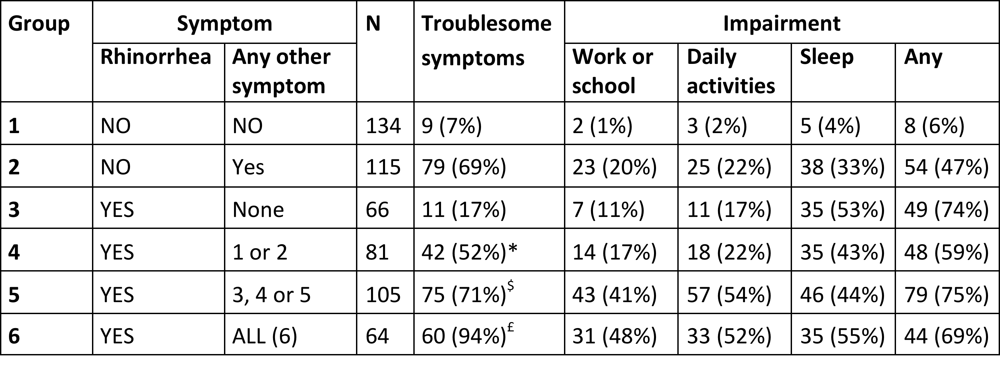 Group Symptom N Troublesome symptoms Impairment
Rhinorrhea Any other symptom Work or school Daily activities Sleep Any
1 NO NO 134 9 (7%) 2 (1%) 3 (2%) 5 (4%) 8 (6%)
2 NO Yes 115 79 (69%) 23 (20%) 25 (22%) 38 (33%) 54 (47%)
3 YES None 66 11 (17%) 7 (11%) 11 (17%) 35 (53%) 49 (74%)
4 YES 1 or 2 81 42 (52%)* 14 (17%) 18 (22%) 35 (43%) 48 (59%)
5 YES 3, 4 or 5 105 75 (71%)$ 43 (41%) 57 (54%) 46 (44%) 79 (75%)
6 YES ALL (6) 64 60 (94%)£ 31 (48%) 33 (52%) 35 (55%) 44 (69%)